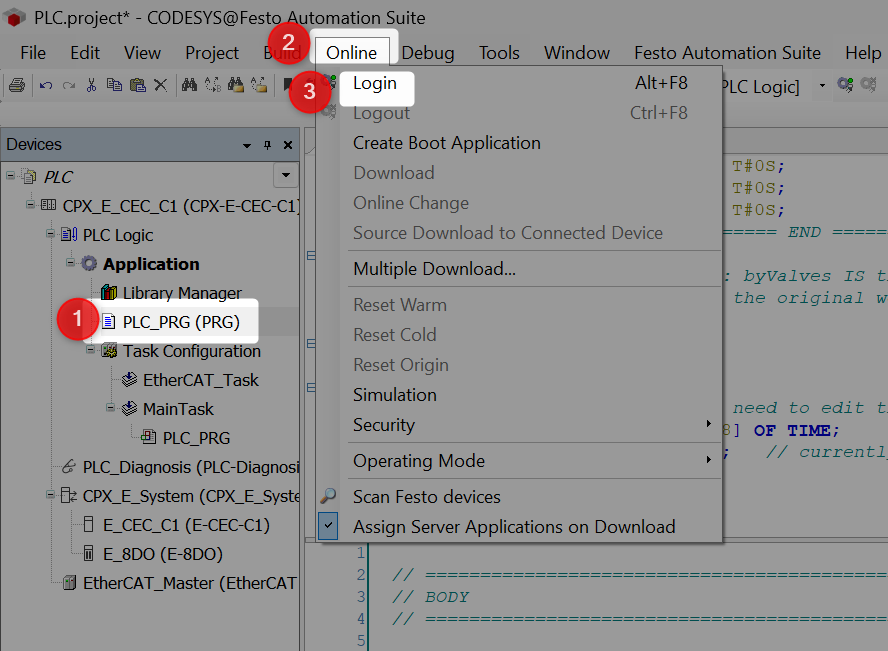 PLC.project* - CODESYS@Festo Automation Suite
File Edit View Project Build Online Debug Tools Window Festo Automation Suite Help
2
3
PLC Logic]
Login Alt+F8
Logout Ctrl+F8
Create Boot Application
Download
Online Change
Source Download to Connected Device
Multiple Download...
Reset Warm
Reset Cold
Reset Origin
Simulation
Security
Operating Mode
Scan Festo devices
Assign Server Applications on Download
Devices
PLC
CPX_E_CEC_C1 (CPX-E-CEC-C1)
PLC Logic
Application
Library Manager
1
PLC_PRG (PRG)
Task Configuration
EtherCAT_Task
MainTask
PLC_PRG
PLC_Diagnosis (PLC-Diagnosi
CPX_E_System (CPX_E_Syste
E_CEC_C1 (E-CEC-C1)
E_8DO (E-8DO)
EtherCAT_Master (EtherCAT
T#0S;
T#0S;
T#0S;
===== END =====
: byValves IS t
the original w
need to edit t
8] OF TIME;
; // currentl
1
2 // ==========================================
3 // BODY
4 // ==========================================
5